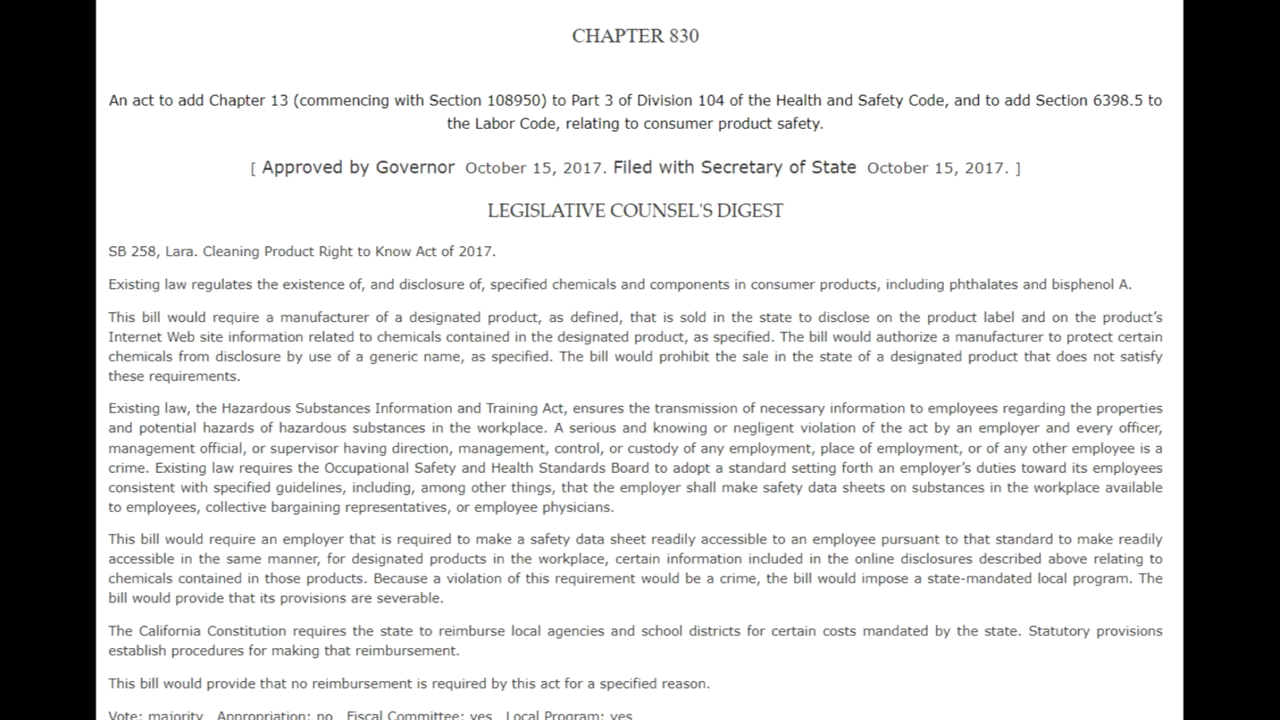 CHAPTER 830
An act to add Chapter 13 (commencing with Section 108950) to Part 3 of Division 104 of the Health and Safety Code, and to add Section 6398.5 to
the Labor Code, relating to consumer product safety.
[ Approved by Governor October 15, 2017. Filed with Secretary of State October 15, 2017. ]
LEGISLATIVE COUNSEL'S DIGEST
SB 258, Lara. Cleaning Product Right to Know Act of 2017.
Existing law regulates the existence of, and disclosure of, specified chemicals and components in consumer products, including phthalates and bisphenol A.
This bill would require a manufacturer of a designated product, as defined, that is sold in the state to disclose on the product label and on the product’s
Internet Web site information related to chemicals contained in the designated product, as specified. The bill would authorize a manufacturer to protect certain
chemicals from disclosure by use of a generic name, as specified. The bill would prohibit the sale in the state of a designated product that does not satisfy
these requirements.
Existing law, the Hazardous Substances Information and Training Act, ensures the transmission of necessary information to employees regarding the properties
and potential hazards of hazardous substances in the workplace. A serious and knowing or negligent violation of the act by an employer and every officer,
management official, or supervisor having direction, management, control, or custody of any employment, place of employment, or of any other employee is a
crime. Existing law requires the Occupational Safety and Health Standards Board to adopt a standard setting forth an employer’s duties toward its employees
consistent with specified guidelines, including, among other things, that the employer shall make safety data sheets on substances in the workplace available
to employees, collective bargaining representatives, or employee physicians.
This bill would require an employer that is required to make a safety data sheet readily accessible to an employee pursuant to that standard to make readily
accessible in the same manner, for designated products in the workplace, certain information included in the online disclosures described above relating to
chemicals contained in those products. Because a violation of this requirement would be a crime, the bill would impose a state-mandated local program. The
bill would provide that its provisions are severable.
The California Constitution requires the state to reimburse local agencies and school districts for certain costs mandated by the state. Statutory provisions
establish procedures for making that reimbursement.
This bill would provide that no reimbursement is required by this act for a specified reason.
Vote: majority Appropriation: no Fiscal Committee: yes Local Program: yes